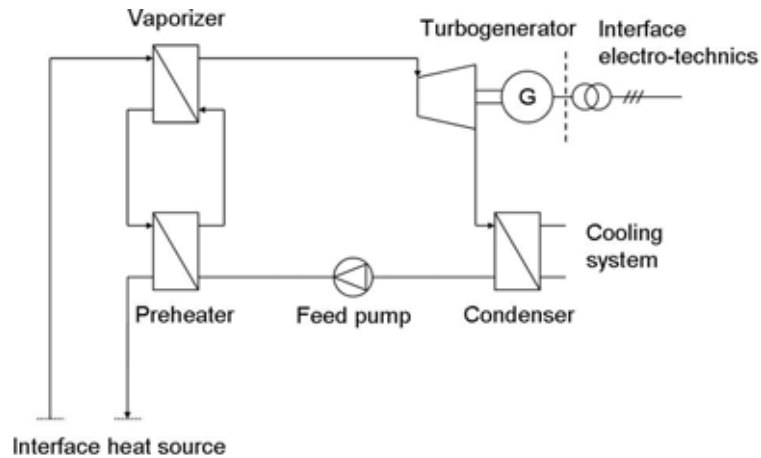 Vaporizer
Turbogenerator
Interface
electro-technics
G
Cooling
system
Preheater
Feed pump
Condenser
Interface heat source